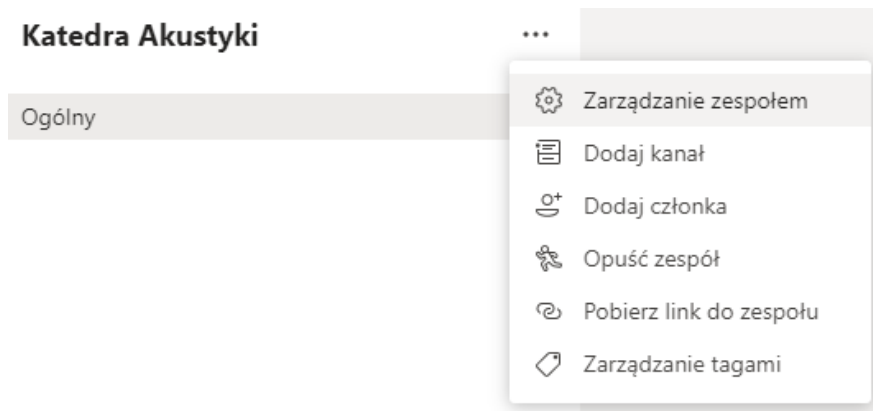 Katedra Akustyki
...
Ogólny
Zarządzanie zespołem
Dodaj kanał
Dodaj członka
Opuść zespół
Pobierz link do zespołu
Zarządzanie tagami